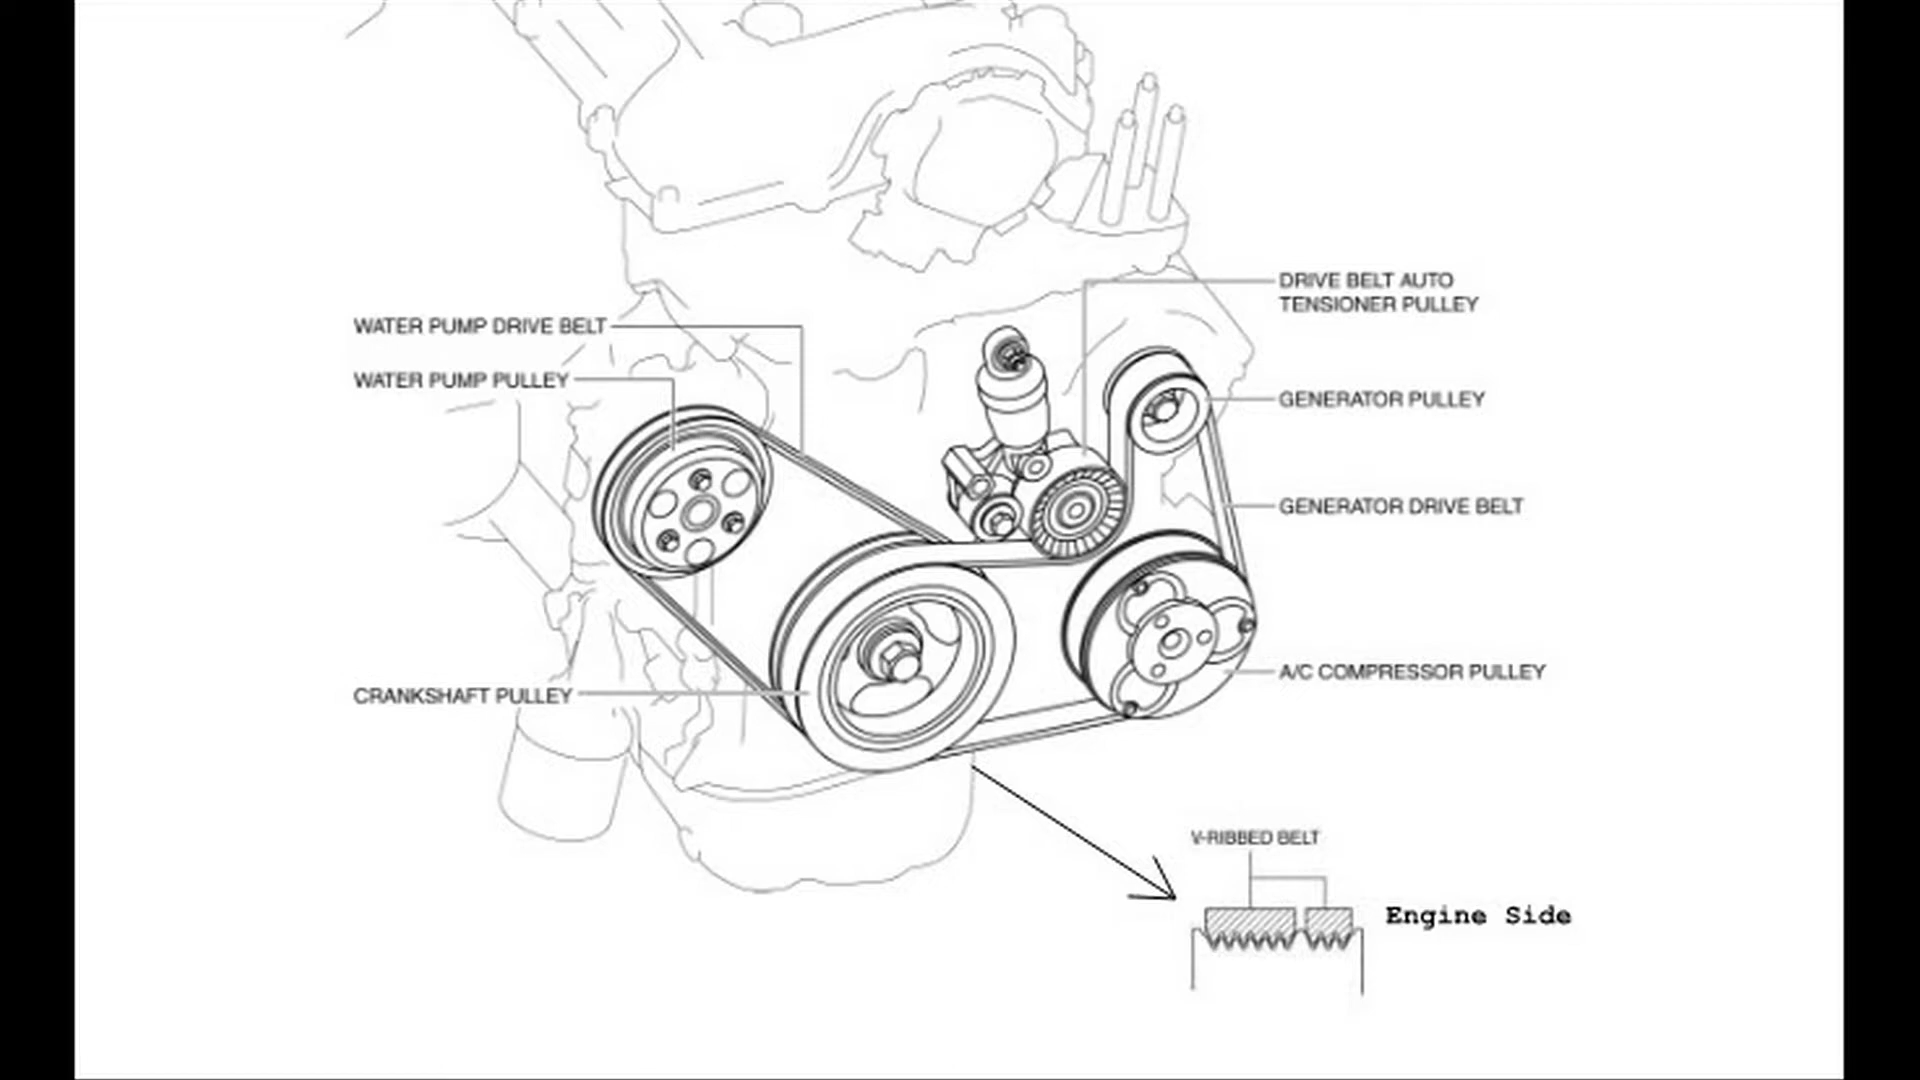 DRIVE BELT AUTO
TENSIONER PULLEY
WATER PUMP DRIVE BELT
WATER PUMP PULLEY
GENERATOR PULLEY
GENERATOR DRIVE BELT
A/C COMPRESSOR PULLEY
CRANKSHAFT PULLEY
V-RIBBED BELT
Engine Side